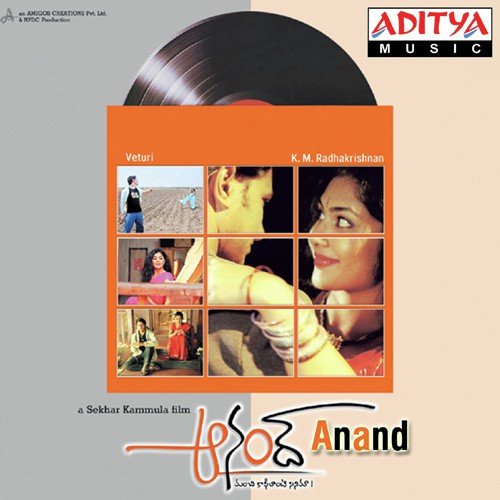 an AMIGOS CREATIONS Pvt. Ltd.
& NFDC Production
ADITYA
MUSIC
Veturi
K. M. Radhakrishnan
a Sekhar Kammula film
ఆనంద్
Anand
మంచి కాఫీలాంటి సినిమా!